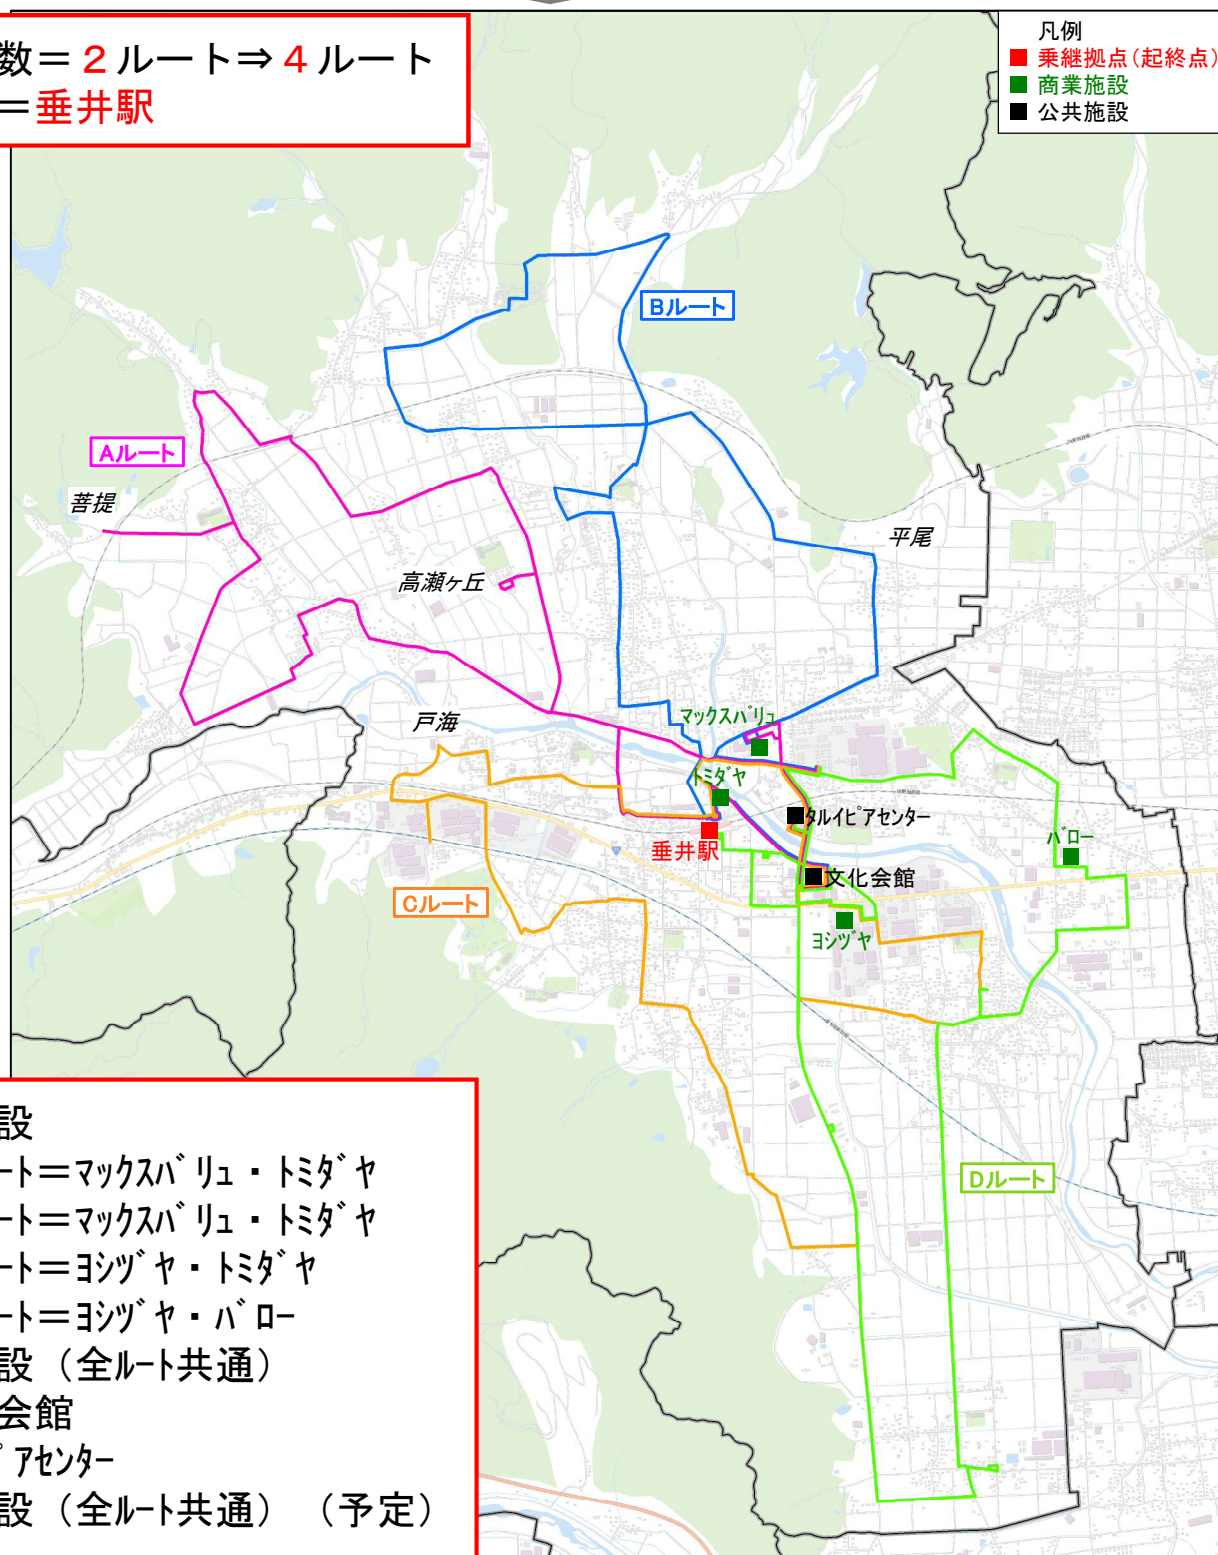 数＝２ルート⇒４ルート
＝垂井駅
凡例
乗継拠点（起終点）
商業施設
公共施設
Bルート
Aルート
菩提
平尾
高瀬ヶ丘
戸海
マックスバリュ
トミダヤ
タルイピアセンター
垂井駅
バロー
文化会館
Cルート
ヨシヅヤ
Dルート
設
ート＝マックスバリュ・トミダヤ
ート＝マックスバリュ・トミダヤ
ート＝ヨシヅヤ・トミダヤ
ート＝ヨシヅヤ・バロー
設（全ルート共通）
会館
ピアセンター
設（全ルート共通）（予定）